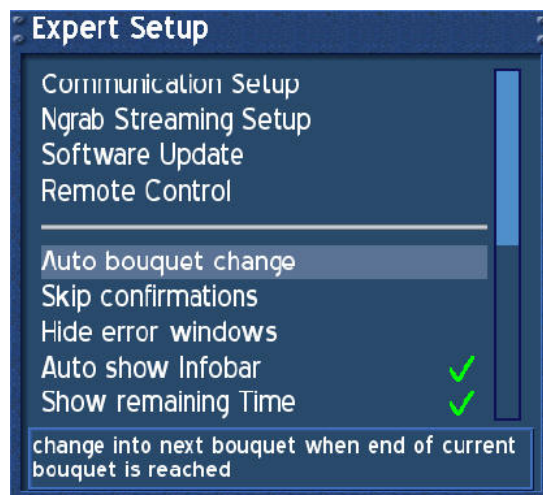 Expert Setup
Communication Setup
Ngrab Streaming Setup
Software Update
Remote Control
Auto bouquet change
Skip confirmations
Hide error windows
Auto show Infobar
Show remaining Time
change into next bouquet when end of current
bouquet is reached